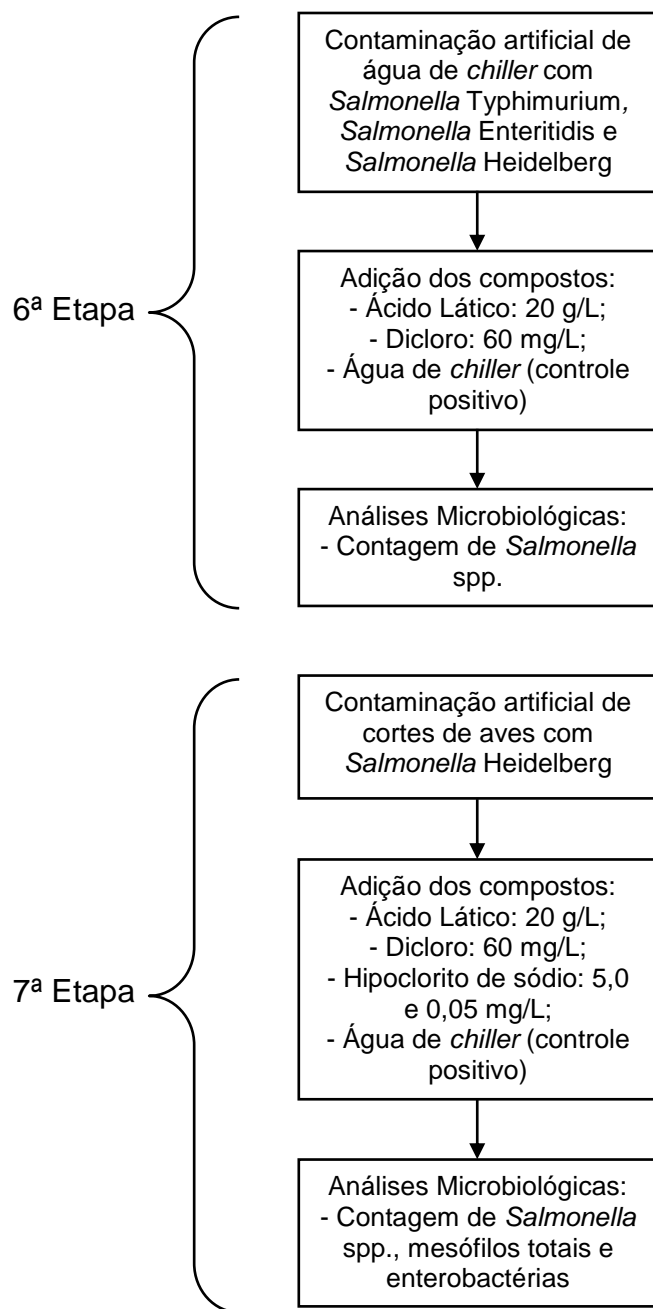 Contaminação artificial de
água de chiller com
Salmonella Typhimurium,
Salmonella Enteritidis e
Salmonella Heidelberg
6ª Etapa
Adição dos compostos:
- Ácido Lático: 20 g/L;
- Dicloro: 60 mg/L;
- Água de chiller (controle
positivo)
Análises Microbiológicas:
- Contagem de Salmonella
spp.
Contaminação artificial de
cortes de aves com
Salmonella Heidelberg
7ª Etapa
Adição dos compostos:
- Ácido Lático: 20 g/L;
- Dicloro: 60 mg/L;
- Hipoclorito de sódio: 5,0
e 0,05 mg/L;
- Água de chiller (controle
positivo)
Análises Microbiológicas:
- Contagem de Salmonella
spp., mesófilos totais e
enterobactérias